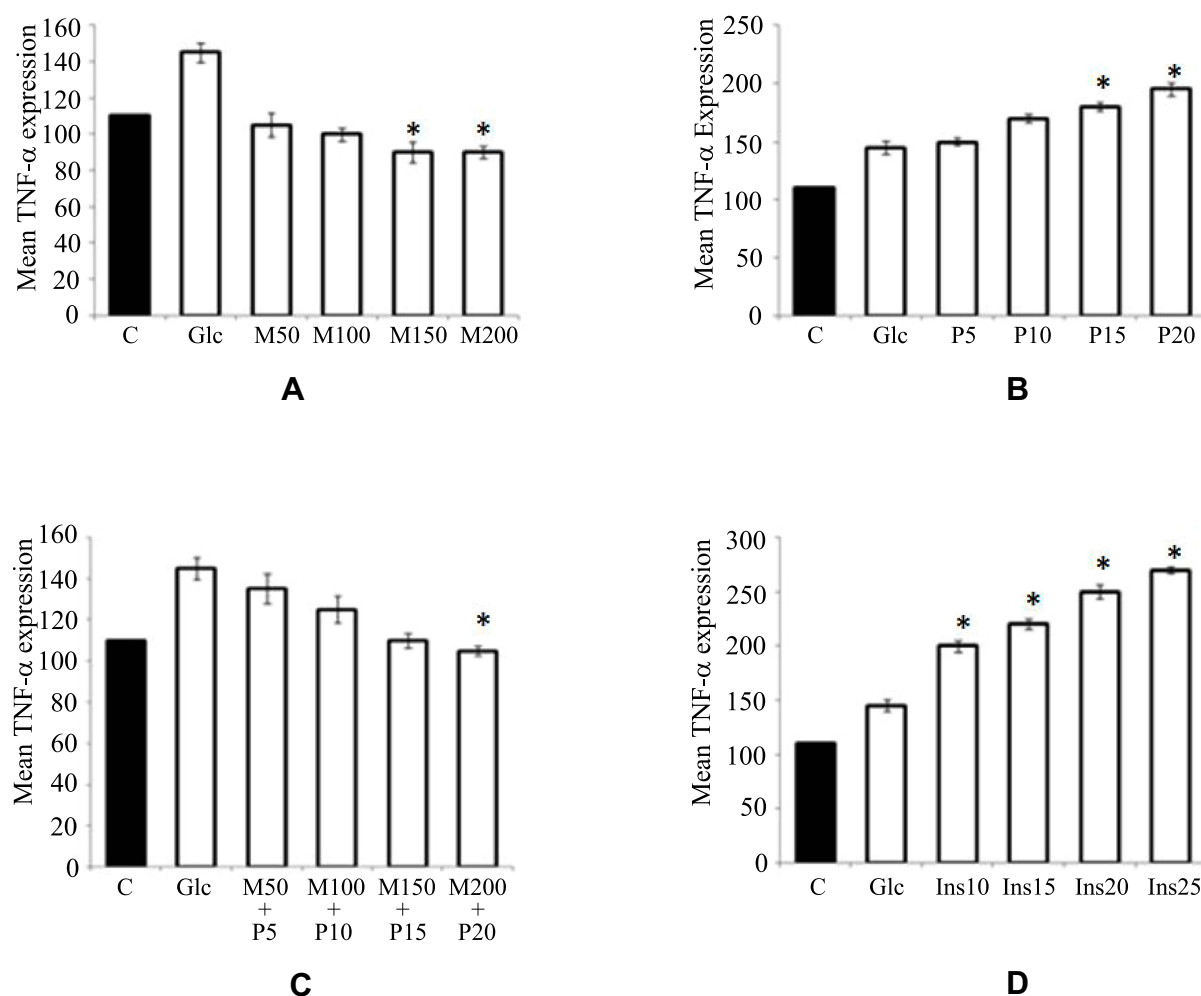 Mean TNF-α expression
160
140
120
100
80
60
40
20
0
* *
C Glc M50 M100 M150 M200
A
Mean TNF-α Expression
250
200
150
100
50
0
* *
C Glc P5 P10 P15 P20
B
Mean TNF-α expression
160
140
120
100
80
60
40
20
0
*
C Glc M50 M100 M150 M200
+ + + +
P5 P10 P15 P20
C
Mean TNF-α expression
300
250
200
150
100
50
0
* * * *
C Glc Ins10 Ins15 Ins20 Ins25
D